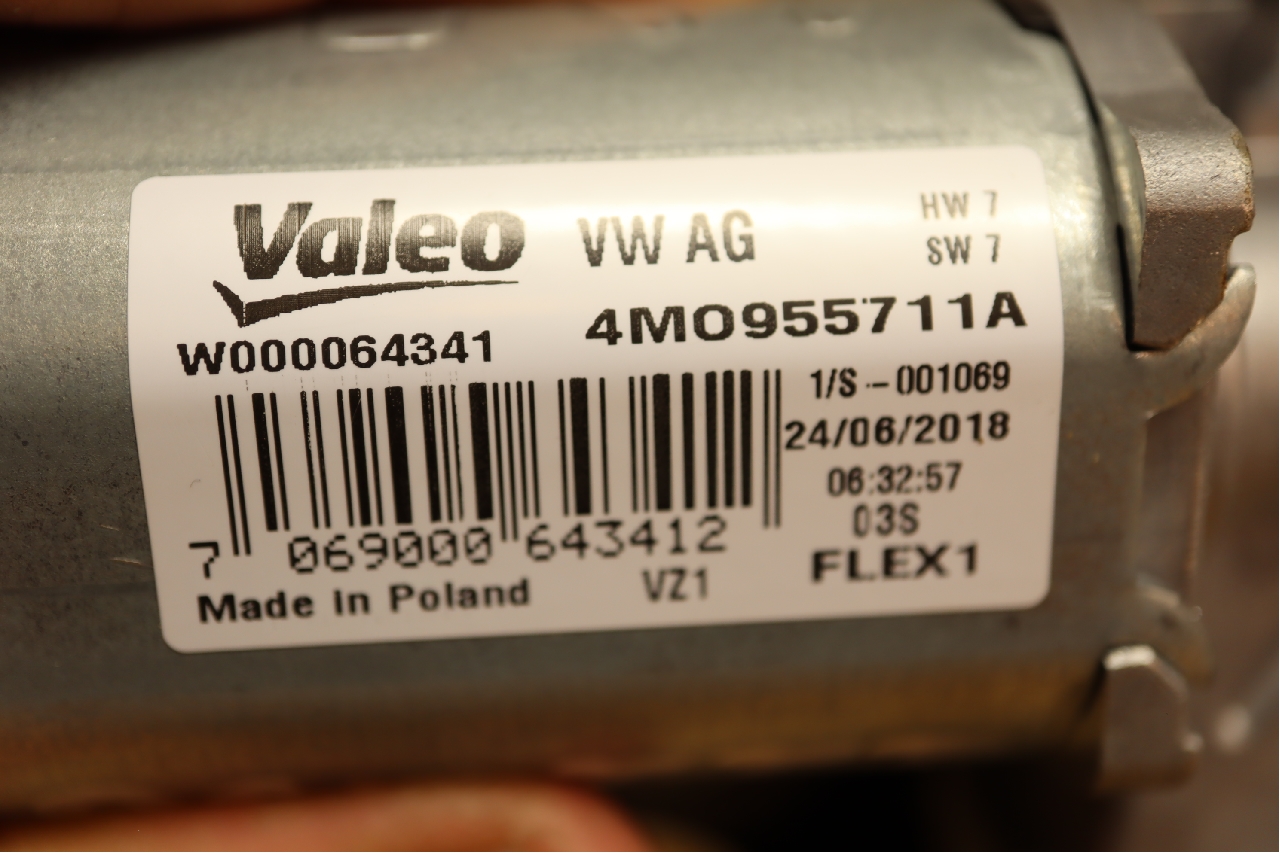 Valeo VW AG
HW 7
SW 7
W000064341
4M0955711A
1/S - 001069
24/06/2018
06:32:57
03S
7 069000 643412
Made in Poland
VZ1
FLEX1